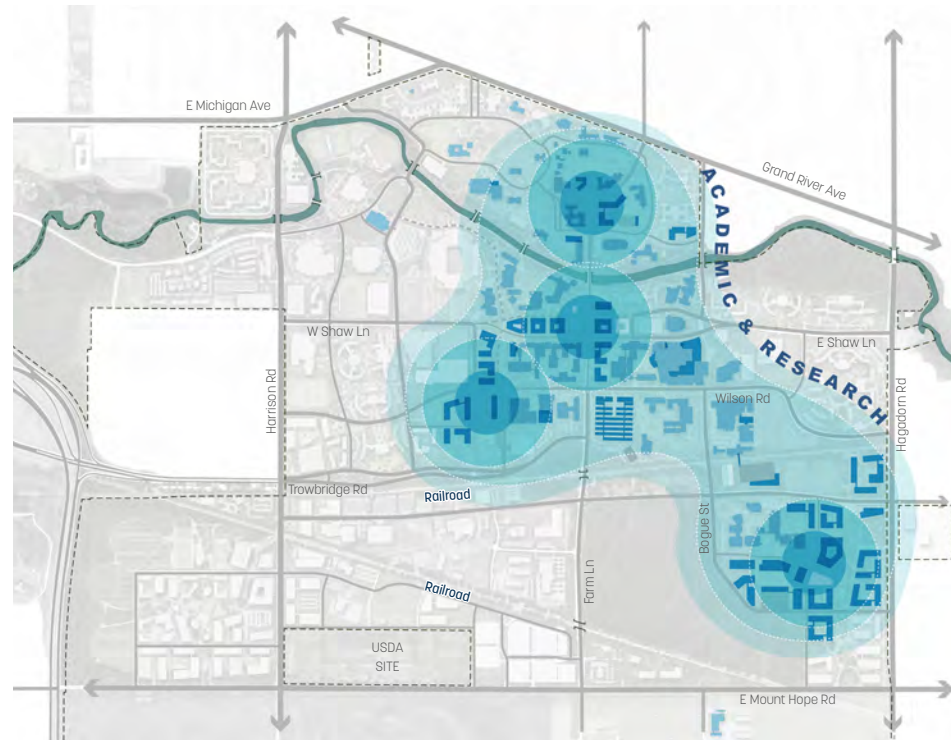 E Michigan Ave
Grand River Ave
ACADEMIC & RESEARCH
W Shaw Ln
E Shaw Ln
Harrison Rd
Wilson Rd
Hagadorn Rd
Trowbridge Rd
Railroad
Bogue St
Farm Ln
Railroad
USDA
SITE
E Mount Hope Rd